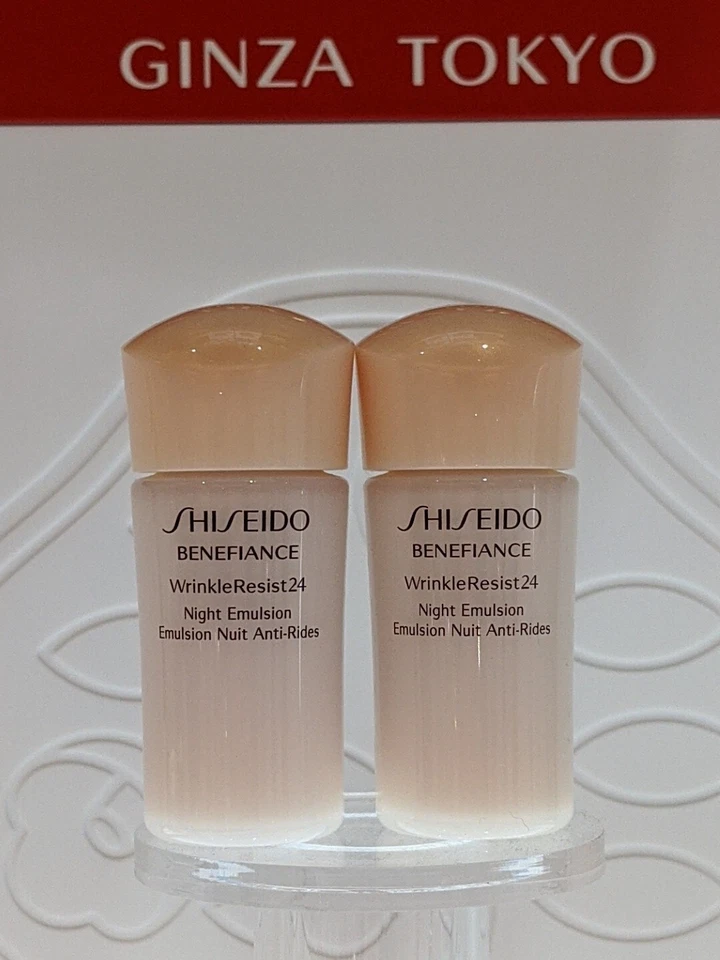 GINZA TOKYO
SHISEIDO
BENEFIANCE
WrinkleResist24
Night Emulsion
Emulsion Nuit Anti-Rides
SHISEIDO
BENEFIANCE
WrinkleResist24
Night Emulsion
Emulsion Nuit Anti-Rides